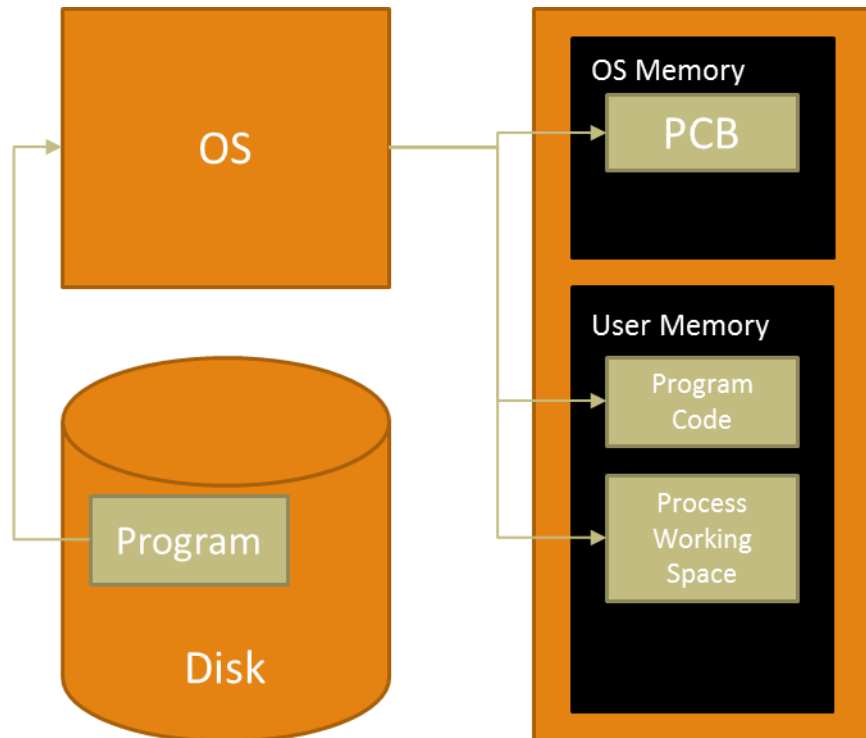 OS
Program
Disk
OS Memory
PCB
User Memory
Program
Code
Process
Working
Space